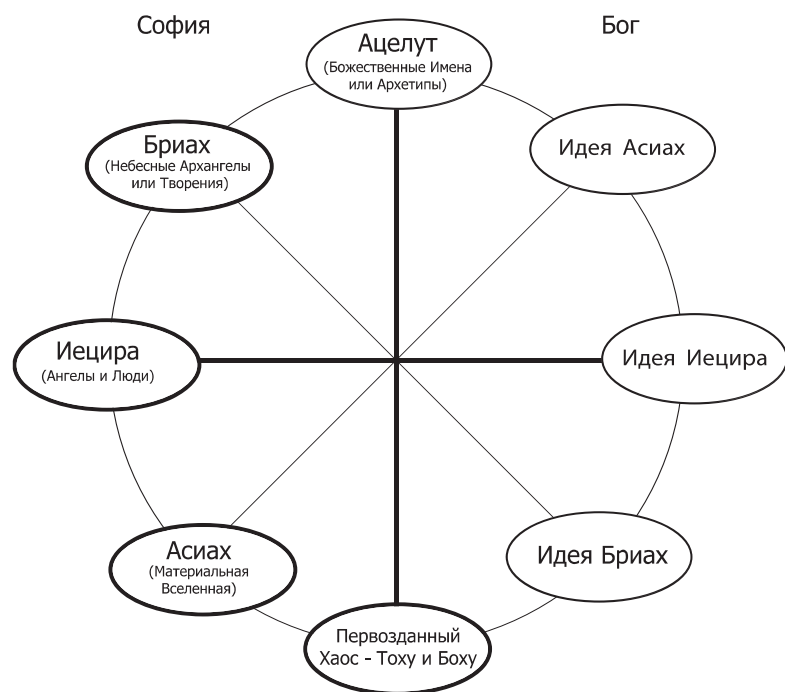 София
Бог
Ацелут
(Божественные Имена
или Архетипы)
Бриах
(Небесные Архангелы
или Творения)
Идея Асиах
Иецира
(Ангелы и Люди)
Идея Иецира
Асиах
(Материальная
Вселенная)
Идея Бриах
Первозданный
Хаос - Тоху и Боху